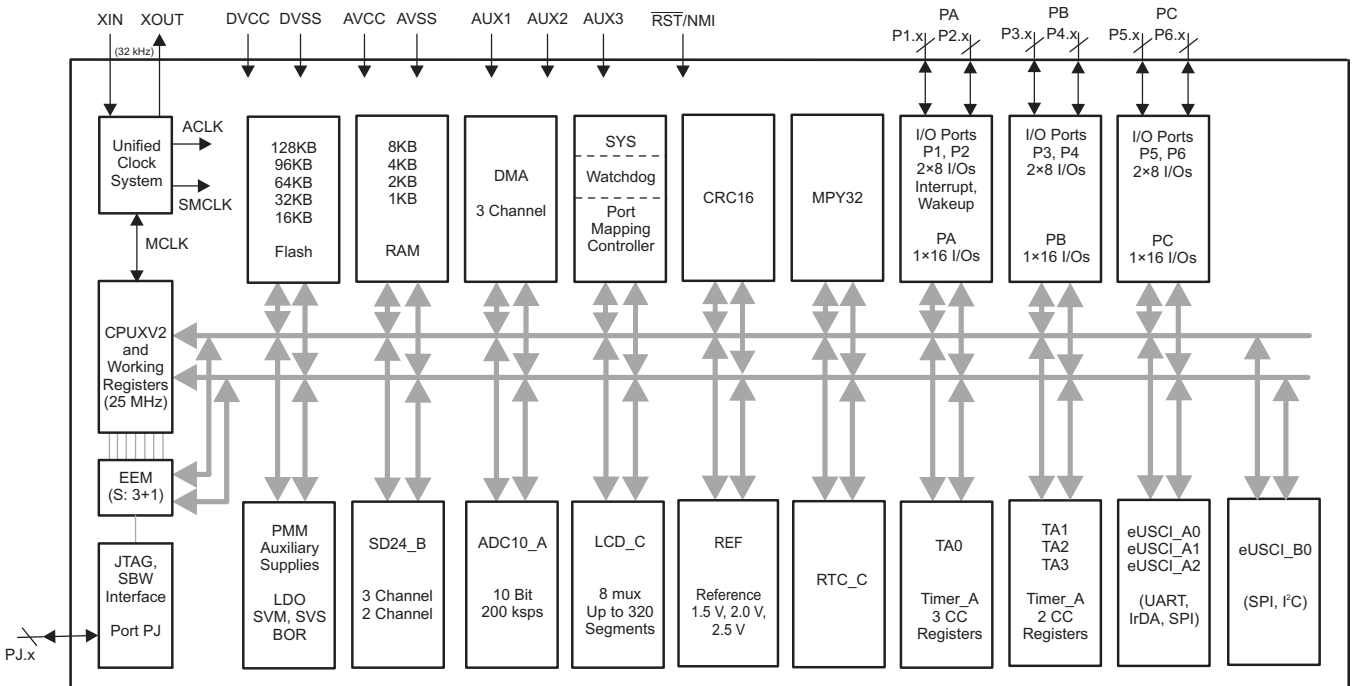 XIN XOUT DVCC DVSS AVCC AVSS AUX1 AUX2 AUX3 RST/NMI PA PB PC
(32 kHz)
P1.x P2.x P3.x P4.x P5.x P6.x
Unified
Clock
System
ACLK
SMCLK
MCLK
128KB
96KB
64KB
32KB
16KB
Flash
8KB
4KB
2KB
1KB
RAM
DMA
3 Channel
SYS
Watchdog
Port
Mapping
Controller
CRC16
MPY32
I/O Ports
P1, P2
2×8 I/Os
Interrupt,
Wakeup
PA
1×16 I/Os
I/O Ports
P3, P4
2×8 I/Os
PB
1×16 I/Os
I/O Ports
P5, P6
2×8 I/Os
PC
1×16 I/Os
CPUXV2
and
Working
Registers
(25 MHz)
EEM
(S: 3+1)
JTAG,
SBW
Interface
Port PJ
PJ.x
PMM
Auxiliary
Supplies
LDO
SVM, SVS
BOR
SD24_B
3 Channel
2 Channel
ADC10_A
10 Bit
200 ksps
LCD_C
8 mux
Up to 320
Segments
REF
Reference
1.5 V, 2.0 V,
2.5 V
RTC_C
TA0
Timer_A
3 CC
Registers
TA1
TA2
TA3
Timer_A
2 CC
Registers
eUSCI_A0
eUSCI_A1
eUSCI_A2
(UART,
IrDA, SPI)
eUSCI_B0
(SPI, I²C)